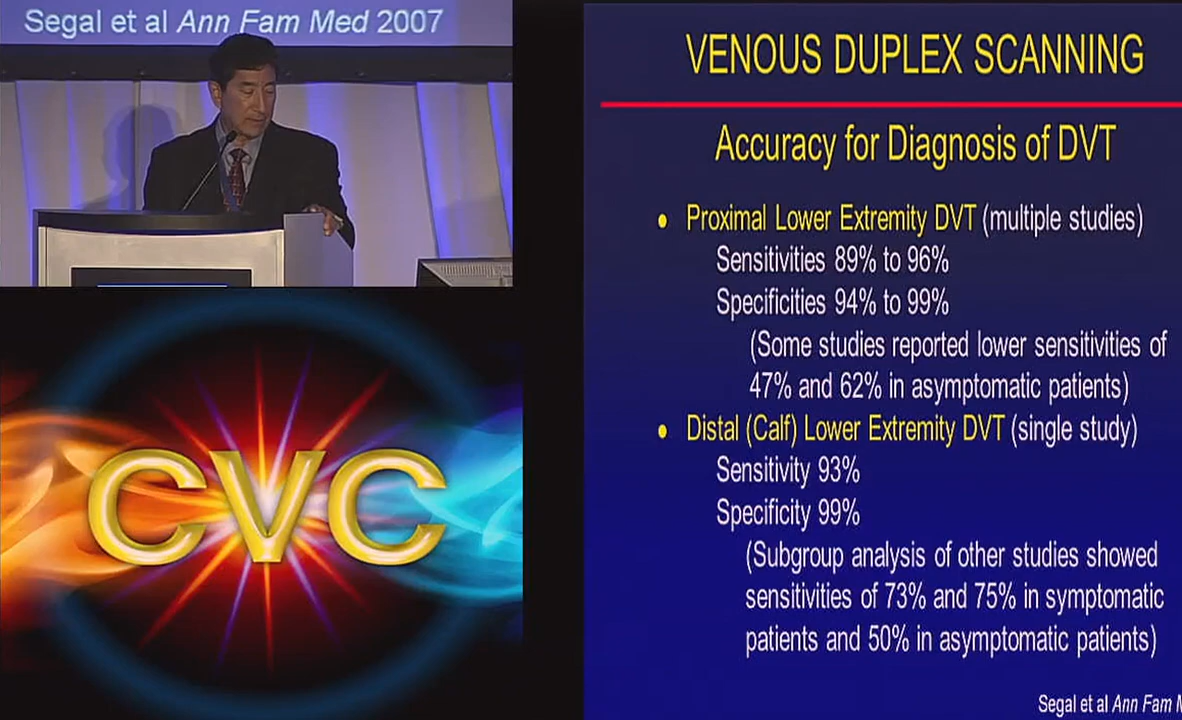 Segal et al Ann Fam Med 2007
CVC
VENOUS DUPLEX SCANNING
Accuracy for Diagnosis of DVT
• Proximal Lower Extremity DVT (multiple studies)
Sensitivities 89% to 96%
Specificities 94% to 99%
(Some studies reported lower sensitivities of
47% and 62% in asymptomatic patients)
• Distal (Calf) Lower Extremity DVT (single study)
Sensitivity 93%
Specificity 99%
(Subgroup analysis of other studies showed
sensitivities of 73% and 75% in symptomatic
patients and 50% in asymptomatic patients)
Segal et al Ann Fam